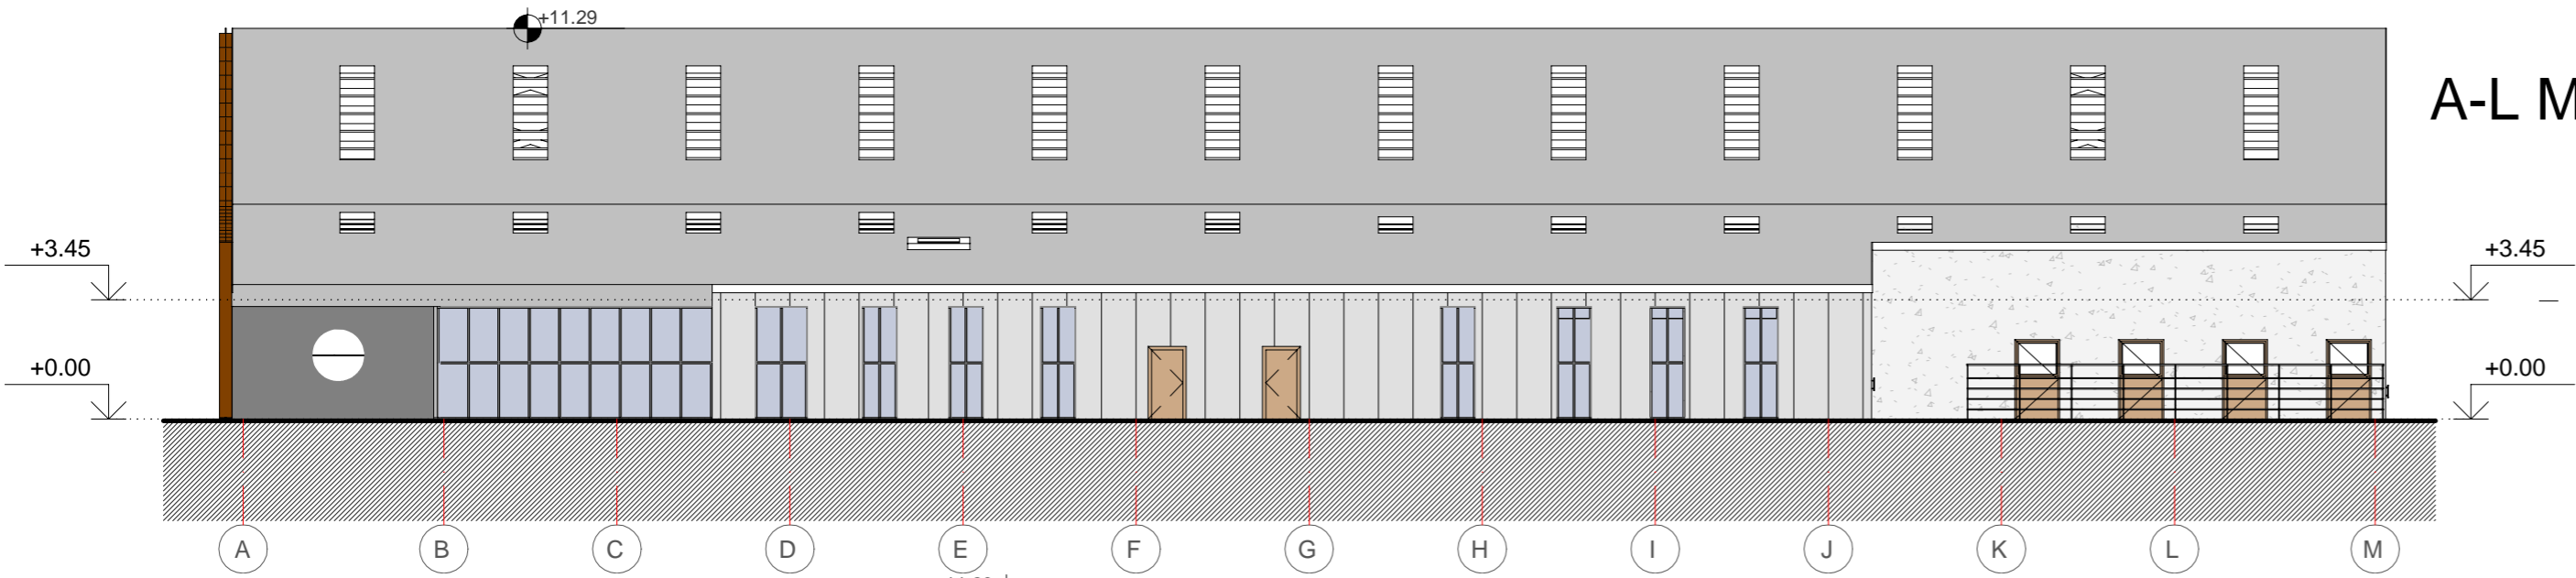 +11.29
A-L M
+3.45
+3.45
+0.00
+0.00
A B C D E F G H I J K L M